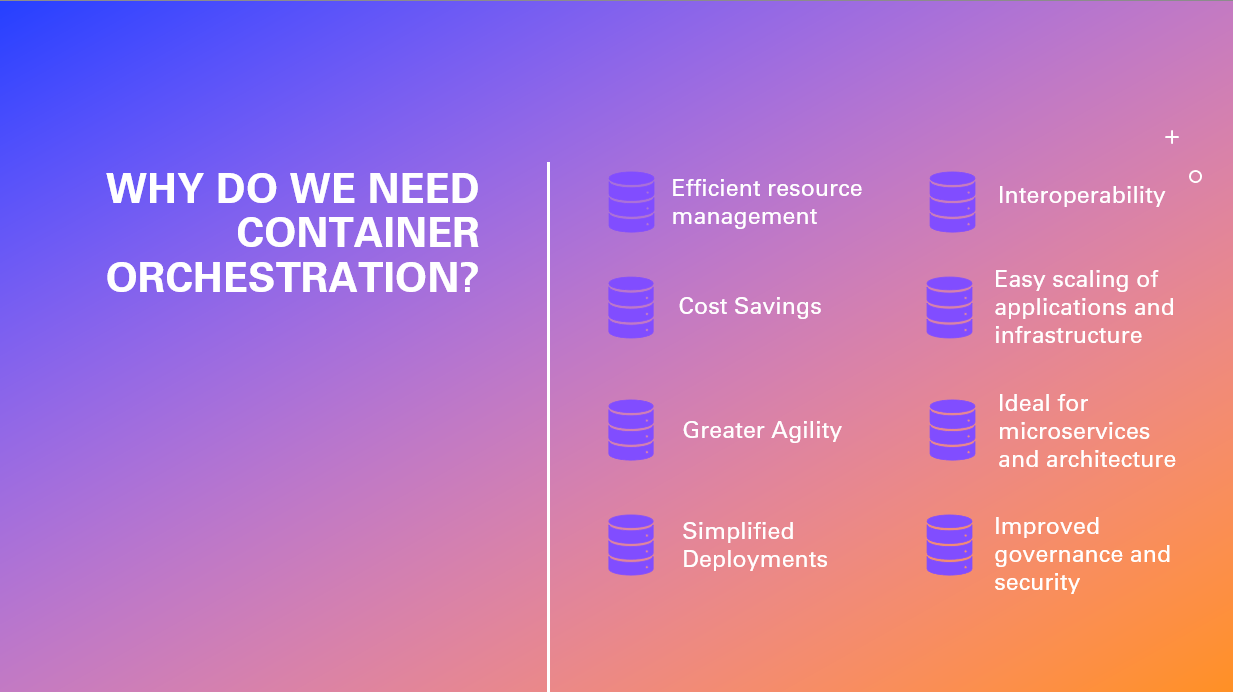 WHY DO WE NEED
CONTAINER
ORCHESTRATION?
Efficient resource
management
Cost Savings
Greater Agility
Simplified
Deployments
Interoperability
Easy scaling of
applications and
infrastructure
Ideal for
microservices
and architecture
Improved
governance and
security